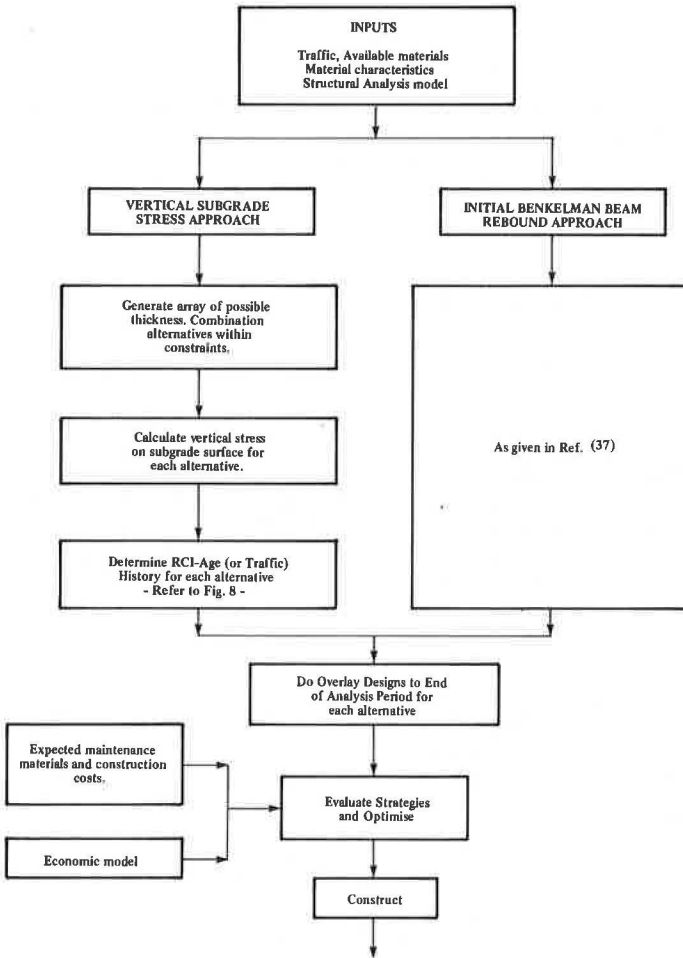 INPUTS
Traffic, Available materials
Material characteristics
Structural Analysis model
VERTICAL SUBGRADE
STRESS APPROACH
INITIAL BENKELMAN BEAM
REBOUND APPROACH
Generate array of possible
thickness. Combination
alternatives within
constraints.
Calculate vertical stress
on subgrade surface for
each alternative.
As given in Ref. (37)
Determine RCI-Age (or Traffic)
History for each alternative
- Refer to Fig. 8 -
Do Overlay Designs to End
of Analysis Period for
each alternative
Expected maintenance
materials and construction
costs.
Evaluate Strategies
and Optimise
Economic model
Construct